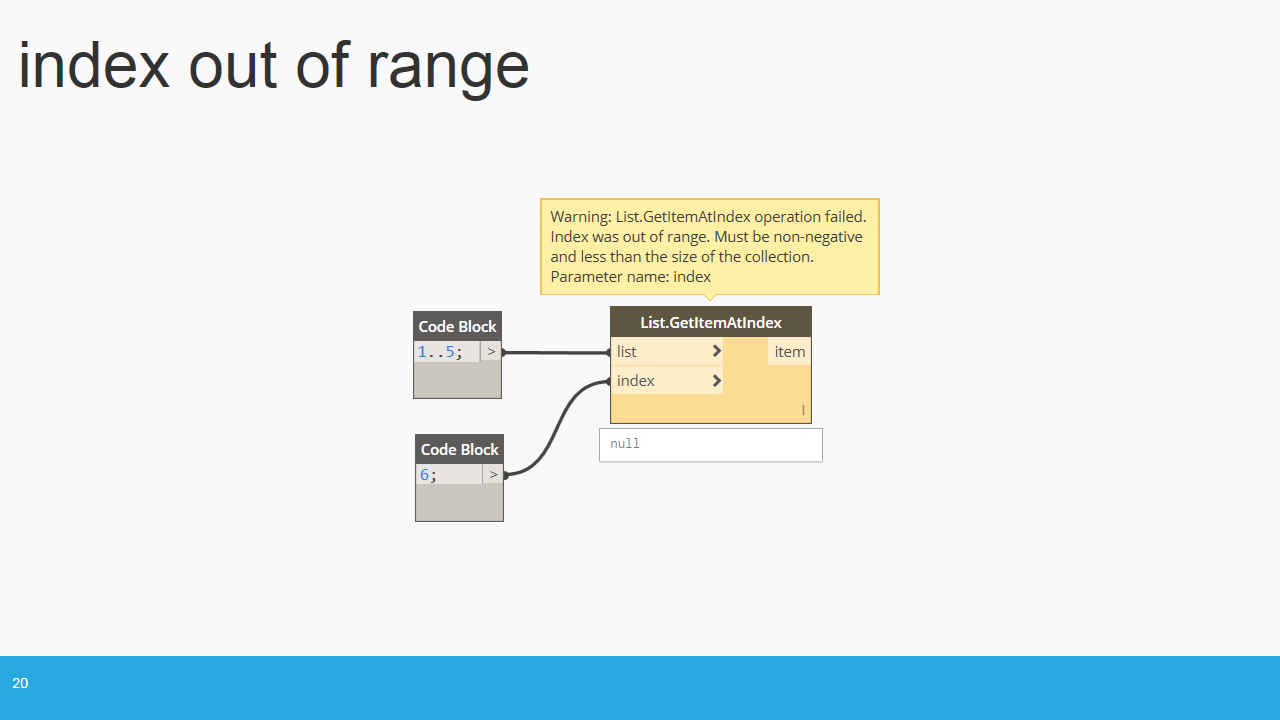 index out of range
Warning: List.GetItemAtIndex operation failed.
Index was out of range. Must be non-negative
and less than the size of the collection.
Parameter name: index
Code Block
1..5; >
List.GetItemAtIndex
list > item
index >
l
null
Code Block
6; >
20